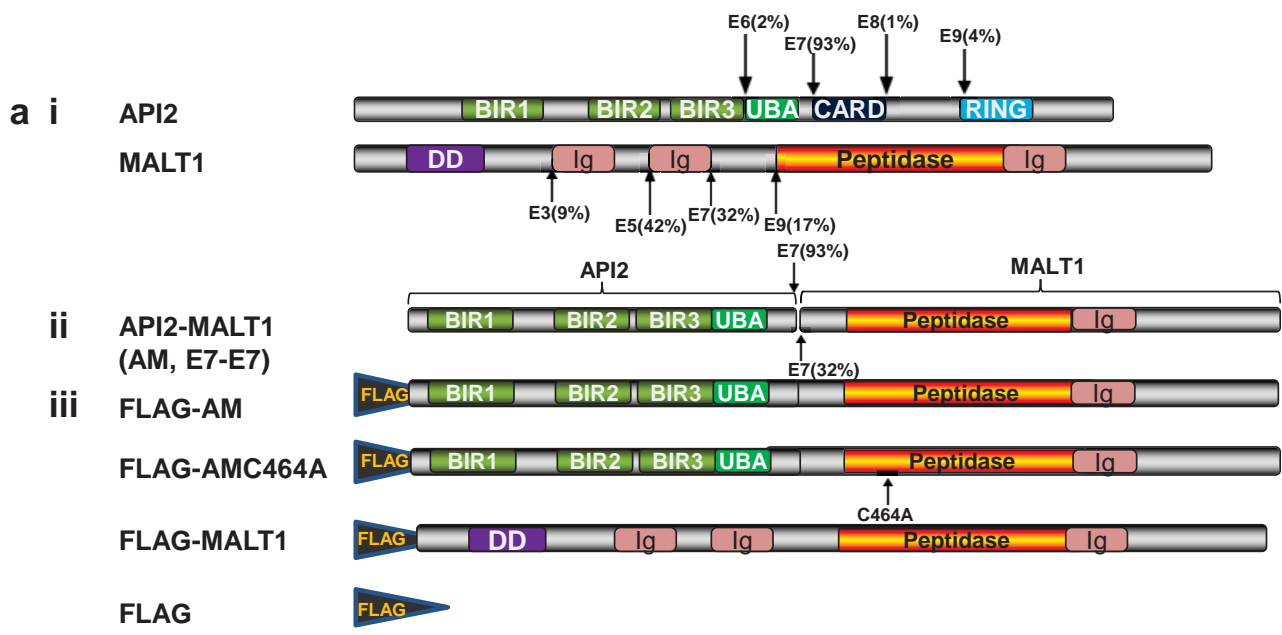 E6(2%) E7(93%) E8(1%) E9(4%)
a i API2 BIR1 BIR2 BIR3 UBA CARD RING
MALT1 DD Ig Ig Peptidase Ig
E3(9%) E5(42%) E7(32%) E9(17%)
E7(93%)
API2 MALT1
ii API2-MALT1 BIR1 BIR2 BIR3 UBA Peptidase Ig
(AM, E7-E7)
E7(32%)
iii FLAG-AM FLAG BIR1 BIR2 BIR3 UBA Peptidase Ig
FLAG-AMC464A FLAG BIR1 BIR2 BIR3 UBA Peptidase Ig
C464A
FLAG-MALT1 FLAG DD Ig Ig Peptidase Ig
FLAG FLAG